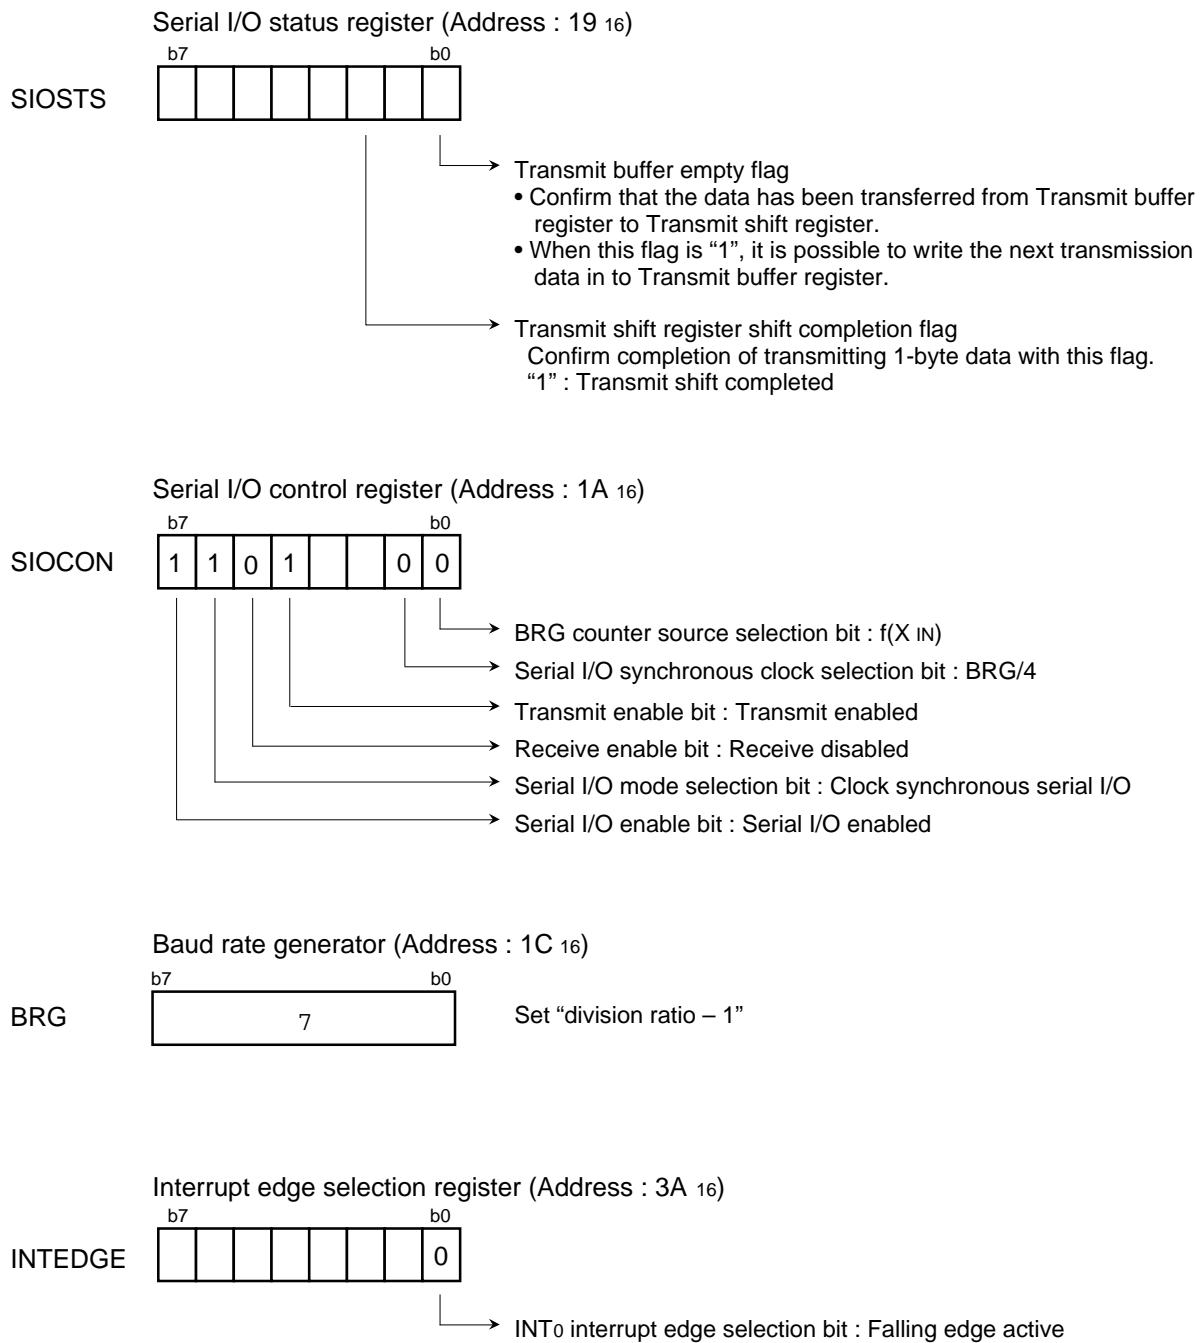 Serial I/O status register (Address : 19 16)
b7 b0
SIOSTS
Transmit buffer empty flag
• Confirm that the data has been transferred from Transmit buffer
register to Transmit shift register.
• When this flag is “1”, it is possible to write the next transmission
data in to Transmit buffer register.
Transmit shift register shift completion flag
Confirm completion of transmitting 1-byte data with this flag.
“1” : Transmit shift completed
Serial I/O control register (Address : 1A 16)
b7 b0
SIOCON 1 1 0 1 0 0
BRG counter source selection bit : f(X IN)
Serial I/O synchronous clock selection bit : BRG/4
Transmit enable bit : Transmit enabled
Receive enable bit : Receive disabled
Serial I/O mode selection bit : Clock synchronous serial I/O
Serial I/O enable bit : Serial I/O enabled
Baud rate generator (Address : 1C 16)
b7 b0
BRG 7 Set “division ratio – 1”
Interrupt edge selection register (Address : 3A 16)
b7 b0
INTEDGE 0
INT0 interrupt edge selection bit : Falling edge active